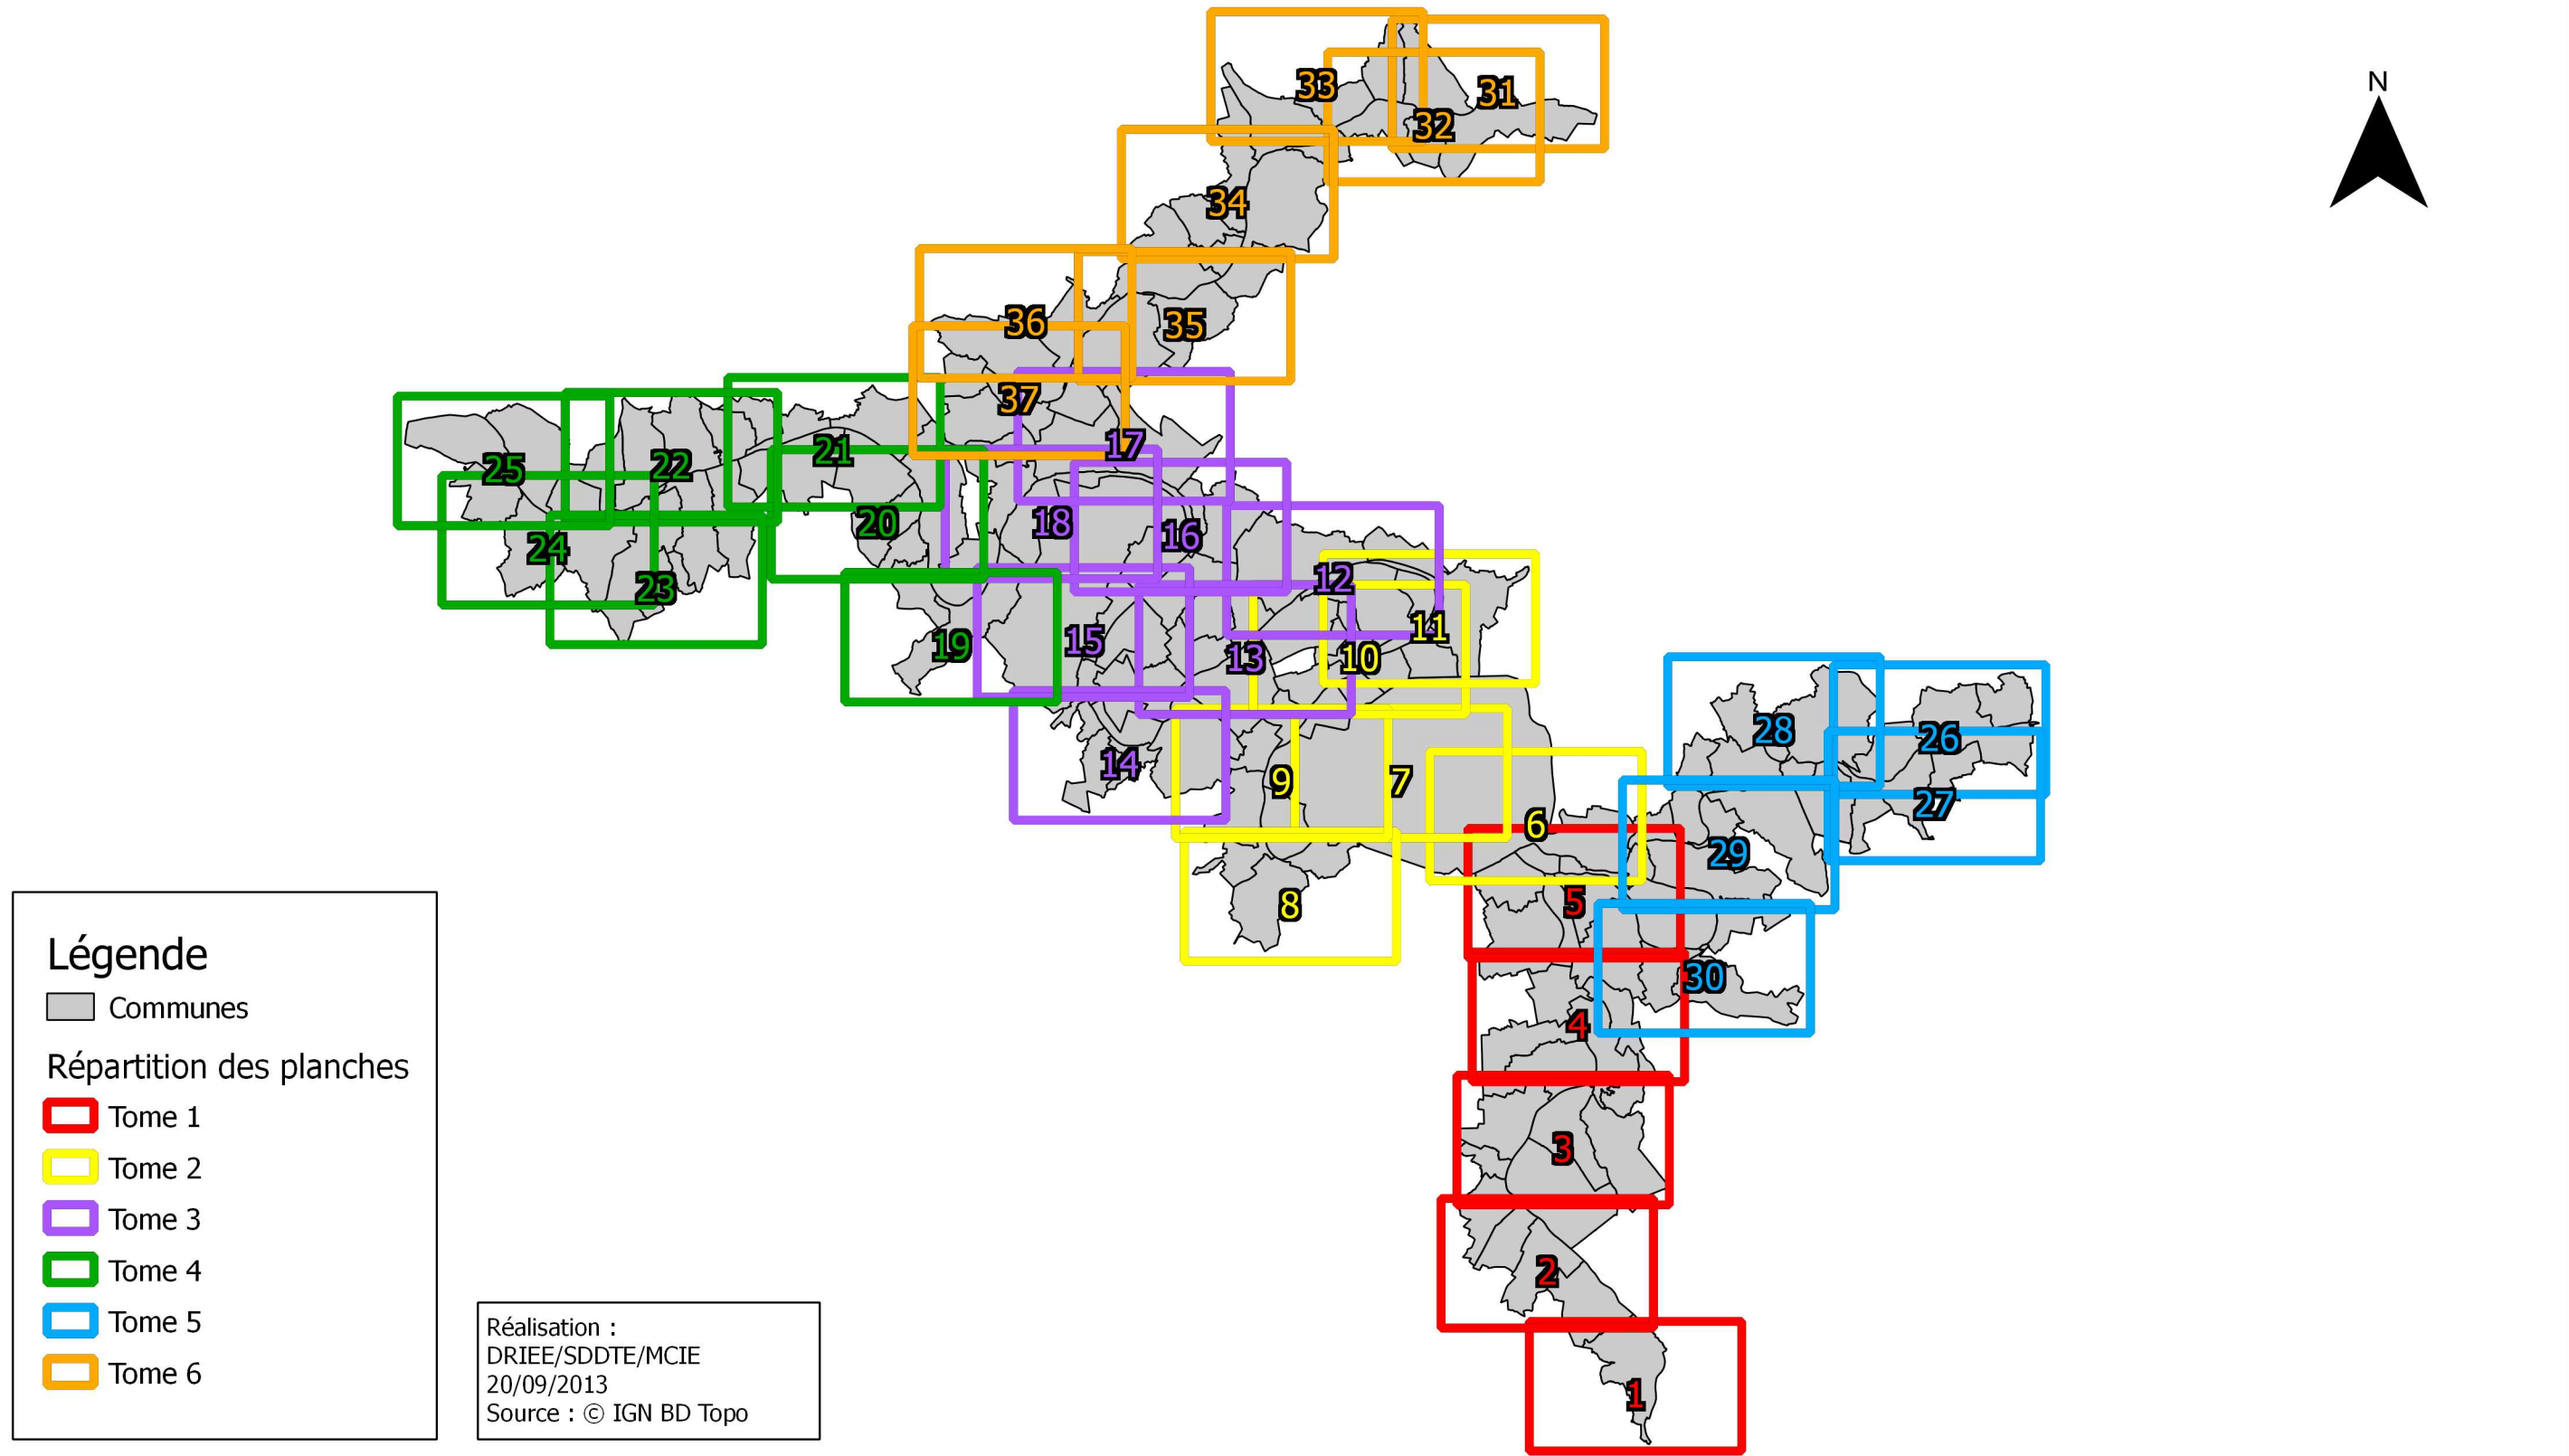 33
31
32
N
34
36
35
37
17
21
22
25
18
20
16
24
12
23
11
15
19
13
10
28
26
14
9
7
27
6
29
5
8
30
4
3
2
1
Légende
Communes
Répartition des planches
Tome 1
Tome 2
Tome 3
Tome 4
Tome 5
Tome 6
Réalisation :
DRIEE/SDDTE/MCIE
20/09/2013
Source : © IGN BD Topo